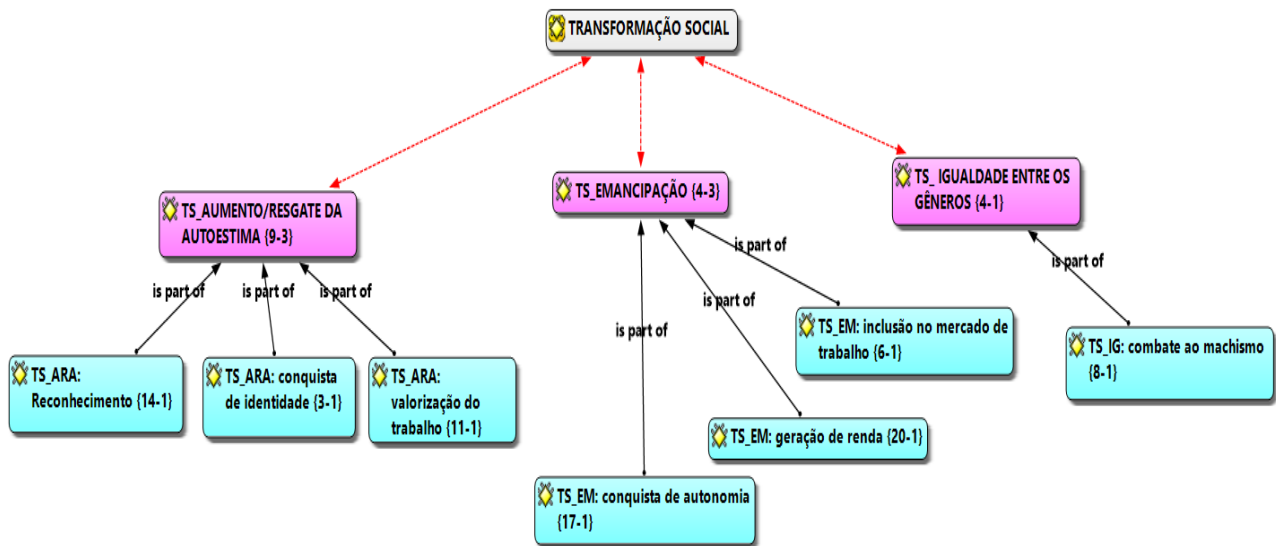 TRANSFORMAÇÃO SOCIAL
TS_AUMENTO/RESGATE DA
AUTOESTIMA {9-3}
TS_EMANCIPAÇÃO {4-3}
TS_ IGUALDADE ENTRE OS
GÊNEROS {4-1}
is part of
is part of
is part of
is part of
is part of
is part of
is part of
TS_ARA:
Reconhecimento {14-1}
TS_ARA: conquista
de identidade {3-1}
TS_ARA:
valorização do
trabalho {11-1}
TS_EM: inclusão no mercado de
trabalho {6-1}
TS_IG: combate ao machismo
{8-1}
TS_EM: geração de renda {20-1}
TS_EM: conquista de autonomia
{17-1}